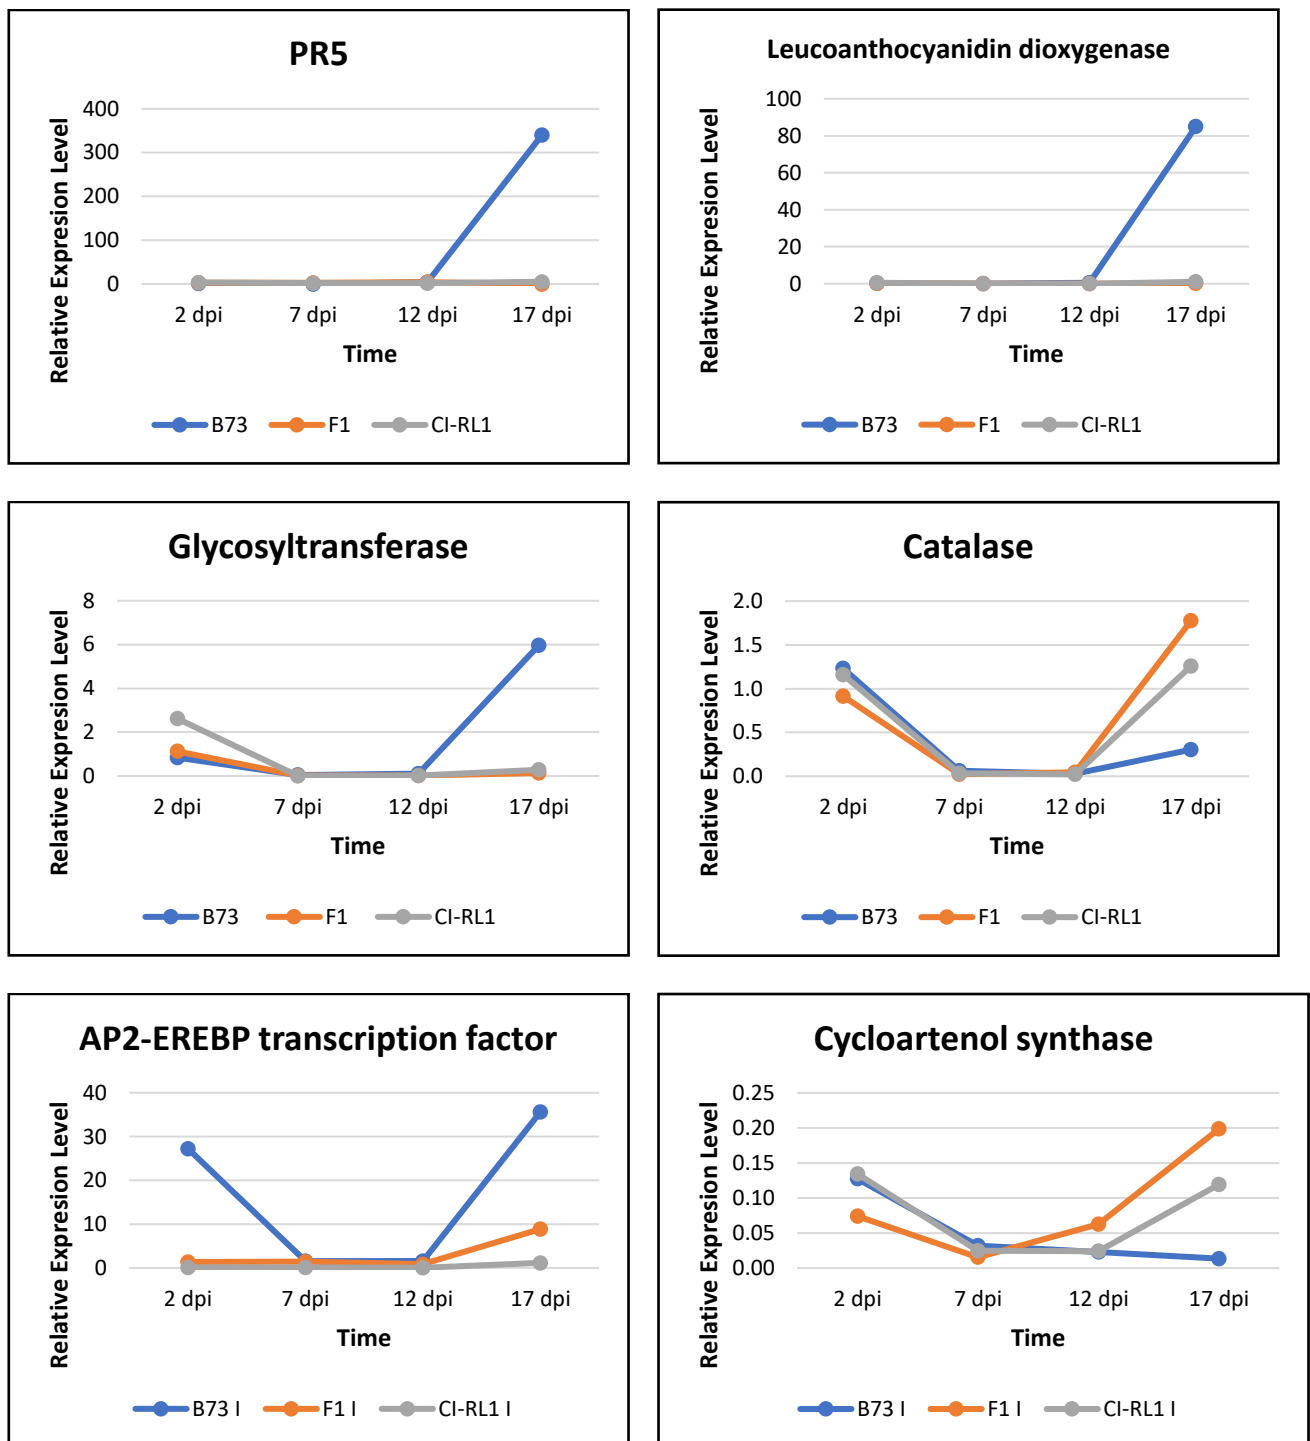 PR5
Relative Expresion Level
400
300
200
100
0
2 dpi 7 dpi 12 dpi 17 dpi
Time
B73 F1 CI-RL1
Leucoanthocyanidin dioxygenase
Relative Expresion Level
100
80
60
40
20
0
2 dpi 7 dpi 12 dpi 17 dpi
Time
B73 F1 CI-RL1
Glycosyltransferase
Relative Expresion Level
8
6
4
2
0
2 dpi 7 dpi 12 dpi 17 dpi
Time
B73 F1 CI-RL1
Catalase
Relative Expresion Level
2.0
1.5
1.0
0.5
0.0
2 dpi 7 dpi 12 dpi 17 dpi
Time
B73 F1 CI-RL1
AP2-EREBP transcription factor
Relative Expresion Level
40
30
20
10
0
2 dpi 7 dpi 12 dpi 17 dpi
Time
B73 I F1 I CI-RL1 I
Cycloartenol synthase
Relative Expresion Level
0.25
0.20
0.15
0.10
0.05
0.00
2 dpi 7 dpi 12 dpi 17 dpi
Time
B73 I F1 I CI-RL1 I